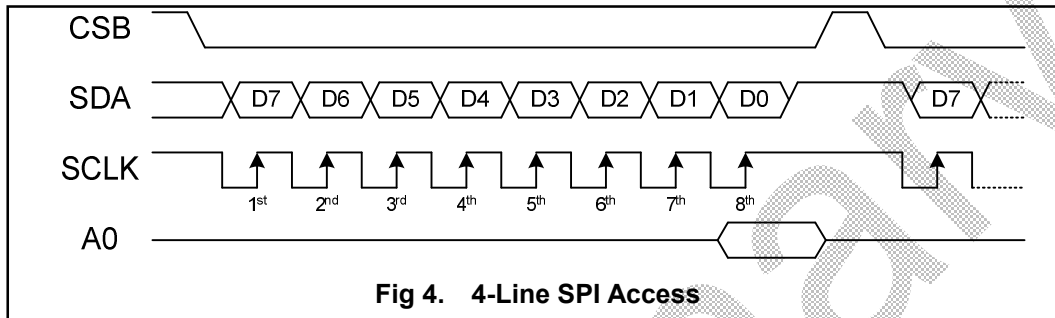 CSB
SDA D7 D6 D5 D4 D3 D2 D1 D0 D7
SCLK
1st 2nd 3rd 4th 5th 6th 7th 8th
A0
Fig 4. 4-Line SPI Access